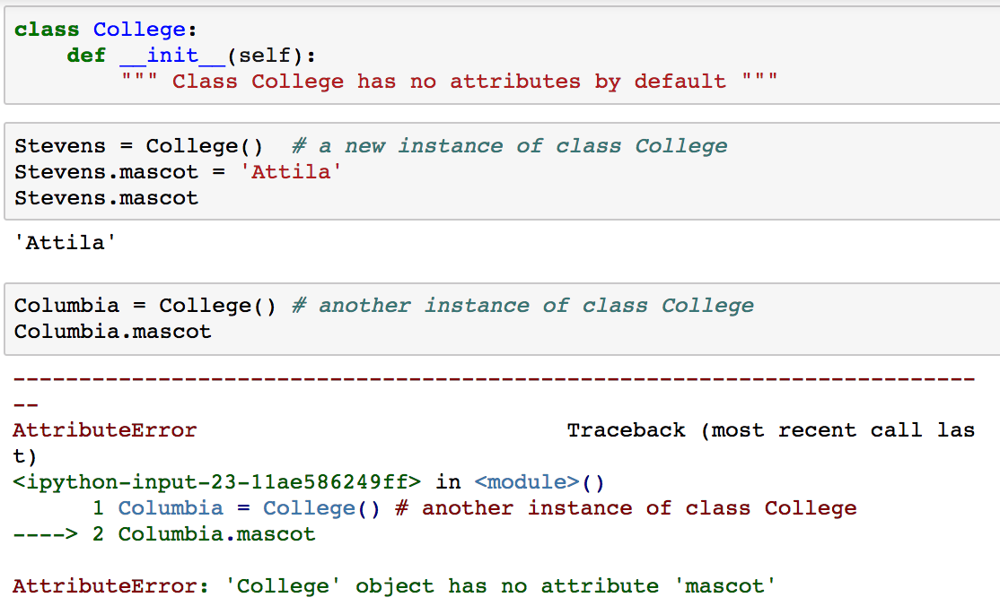 class College:
    def __init__(self):
        """ Class College has no attributes by default """
Stevens = College()  # a new instance of class College
Stevens.mascot = 'Attila'
Stevens.mascot
'Attila'
Columbia = College() # another instance of class College
Columbia.mascot
-------------------------------------------------------------------------
--
AttributeError                            Traceback (most recent call las
t)
<ipython-input-23-11ae586249ff> in <module>()
      1 Columbia = College() # another instance of class College
----> 2 Columbia.mascot
AttributeError: 'College' object has no attribute 'mascot'